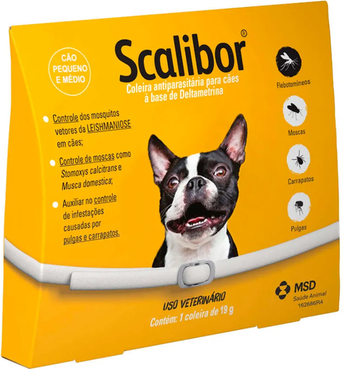 CÃO
PEQUENO
E MÉDIO
Scalibor®
Coleira antiparasitária para cães
à base de Deltametrina
• Controle dos mosquitos
vetores da LEISHMANIOSE
em cães;
• Controle de moscas como
Stomoxys calcitrans e
Musca domestica;
• Auxiliar no controle
de infestações
causadas por
pulgas e carrapatos.
Flebotomíneos
Moscas
Carrapatos
Pulgas
USO VETERINÁRIO
Contém: 1 coleira de 19 g
MSD
Saúde Animal